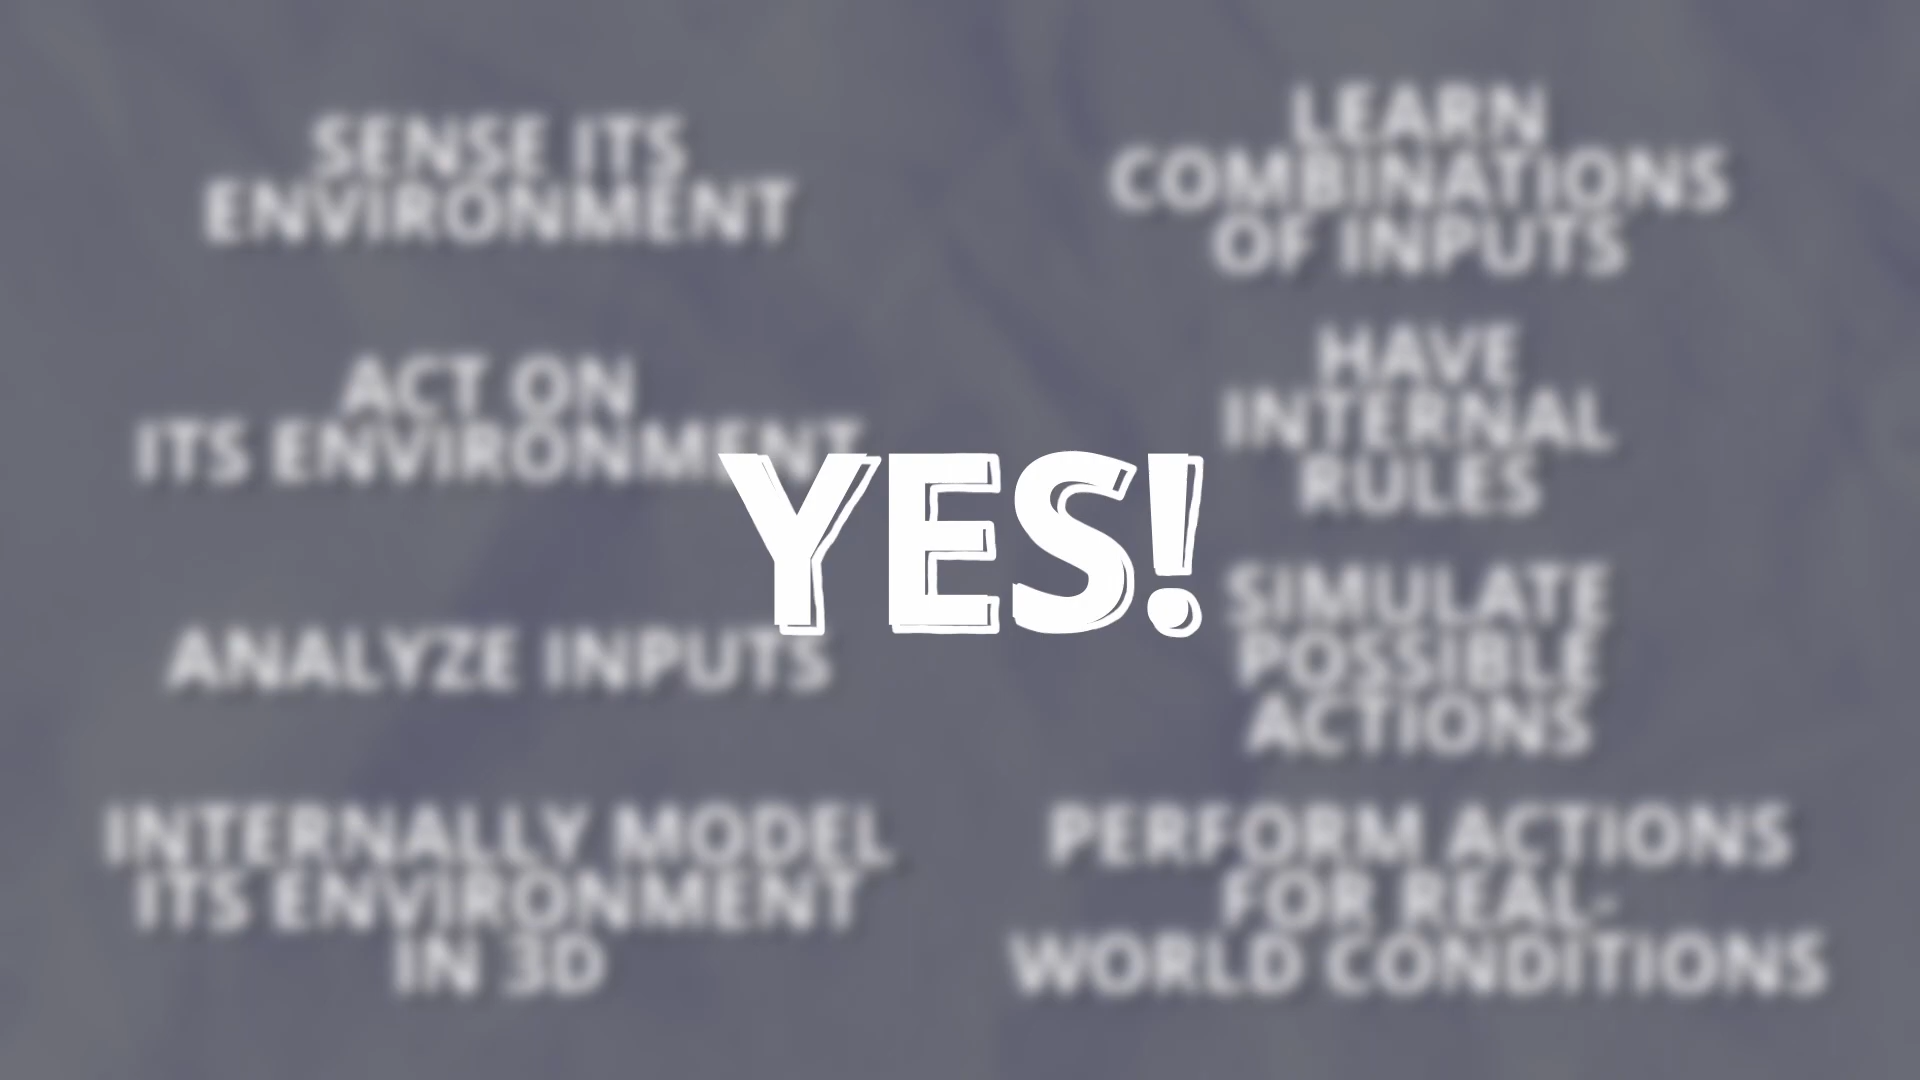 SENSE ITS
ENVIRONMENT
ACT ON
ITS ENVIRONMENT
ANALYZE INPUTS
INTERNALLY MODEL
ITS ENVIRONMENT
IN 3D
YES!
LEARN
COMBINATIONS
OF INPUTS
HAVE
INTERNAL
RULES
SIMULATE
POSSIBLE
ACTIONS
PERFORM ACTIONS
FOR REAL-
WORLD CONDITIONS